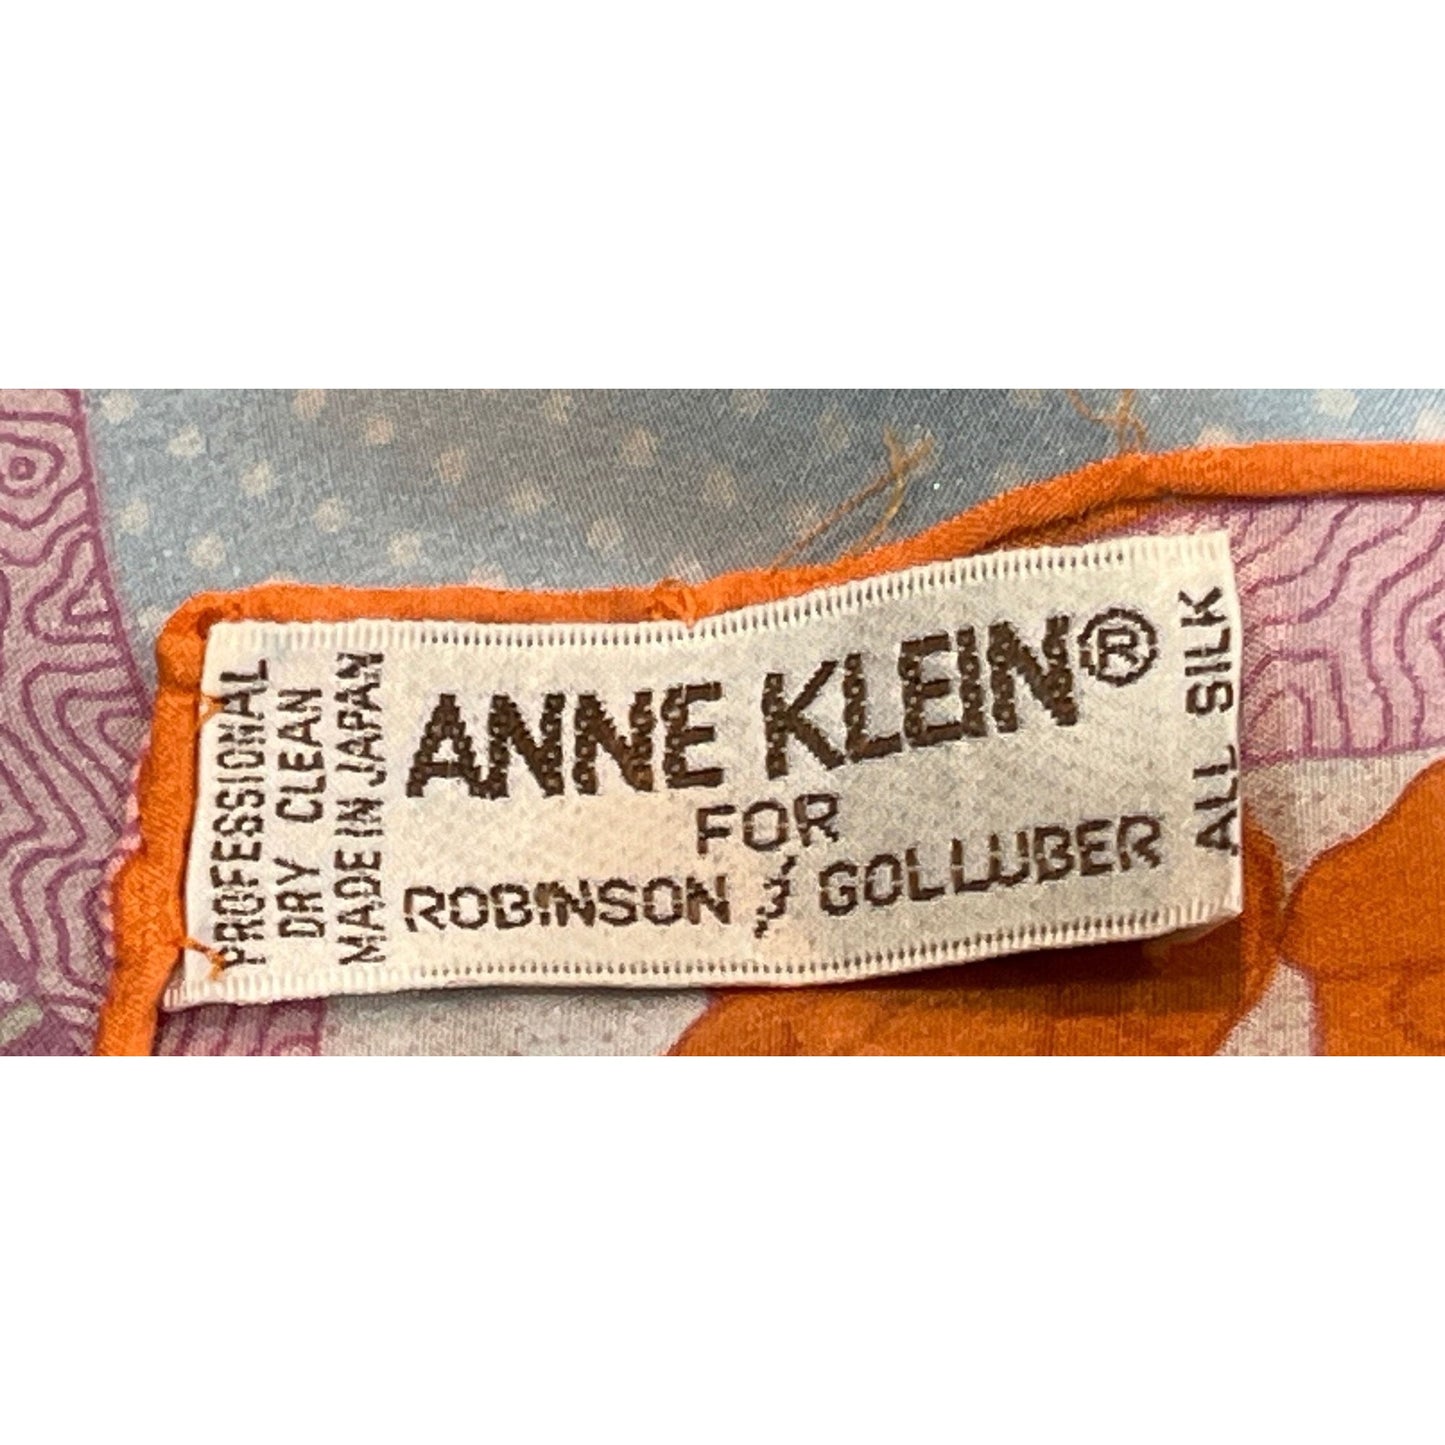 PROFESSIONAL
DRY CLEAN
MADE IN JAPAN
ANNE KLEIN®
FOR
ROBINSON & GOLLUBER
ALL SILK